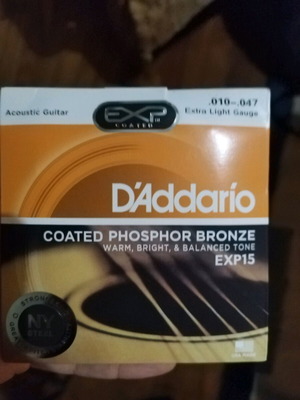 Acoustic Guitar
EXP
COATED
.010-.047
Extra Light Gauge
D'Addario
COATED PHOSPHOR BRONZE
WARM, BRIGHT, & BALANCED TONE
EXP15
NY
STEEL